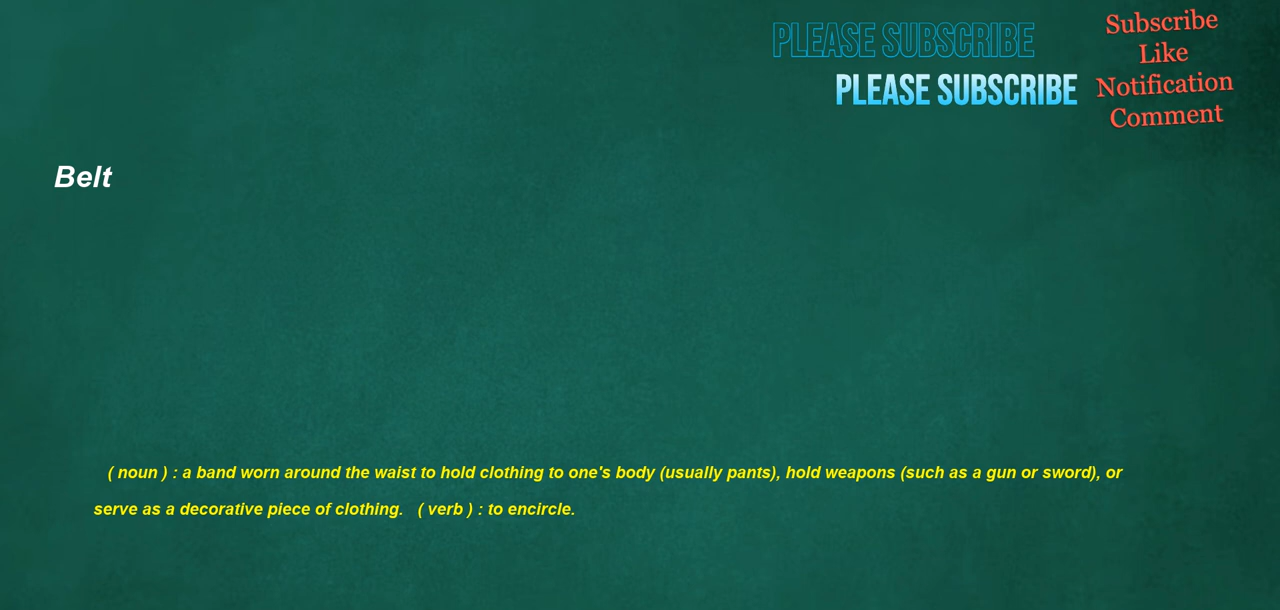 PLEASE SUBSCRIBE
PLEASE SUBSCRIBE
Subscribe
Like
Notification
Comment
Belt
( noun ) : a band worn around the waist to hold clothing to one's body (usually pants), hold weapons (such as a gun or sword), or
serve as a decorative piece of clothing. ( verb ) : to encircle.